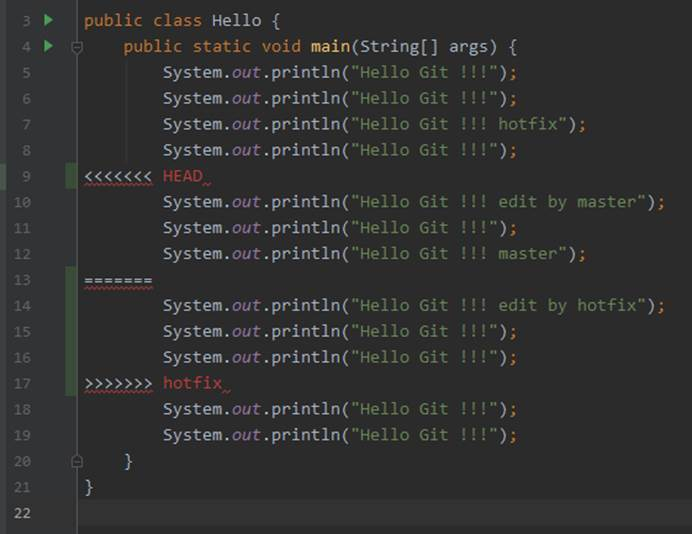 3 public class Hello {
4     public static void main(String[] args) {
5         System.out.println("Hello Git !!!");
6         System.out.println("Hello Git !!!");
7         System.out.println("Hello Git !!! hotfix");
8         System.out.println("Hello Git !!!");
9 <<<<<<< HEAD
10         System.out.println("Hello Git !!! edit by master");
11         System.out.println("Hello Git !!!");
12         System.out.println("Hello Git !!! master");
13 =======
14         System.out.println("Hello Git !!! edit by hotfix");
15         System.out.println("Hello Git !!!");
16         System.out.println("Hello Git !!!");
17 >>>>>>> hotfix
18         System.out.println("Hello Git !!!");
19         System.out.println("Hello Git !!!");
20     }
21 }
22